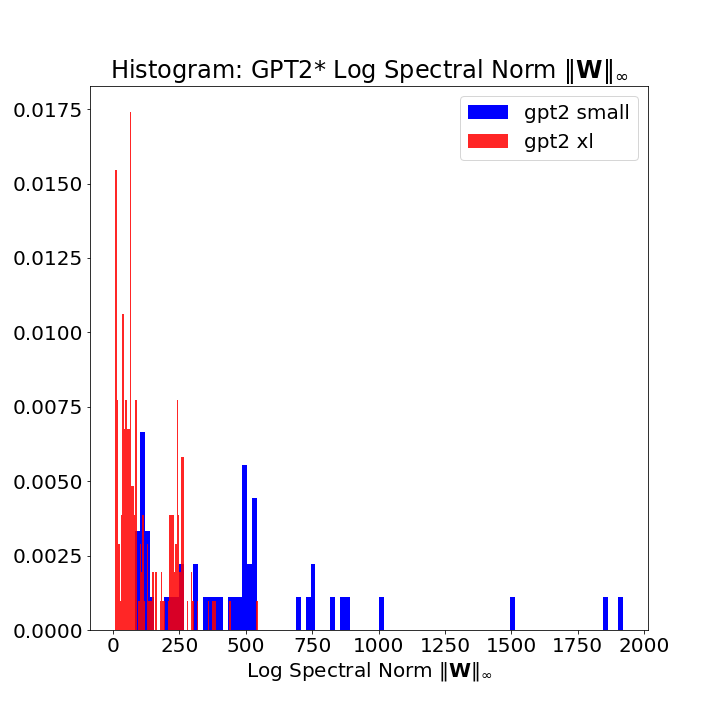 Histogram: GPT2* Log Spectral Norm ‖W‖∞
gpt2 small
gpt2 xl
0.0175
0.0150
0.0125
0.0100
0.0075
0.0050
0.0025
0.0000
0 250 500 750 1000 1250 1500 1750 2000
Log Spectral Norm ‖W‖∞